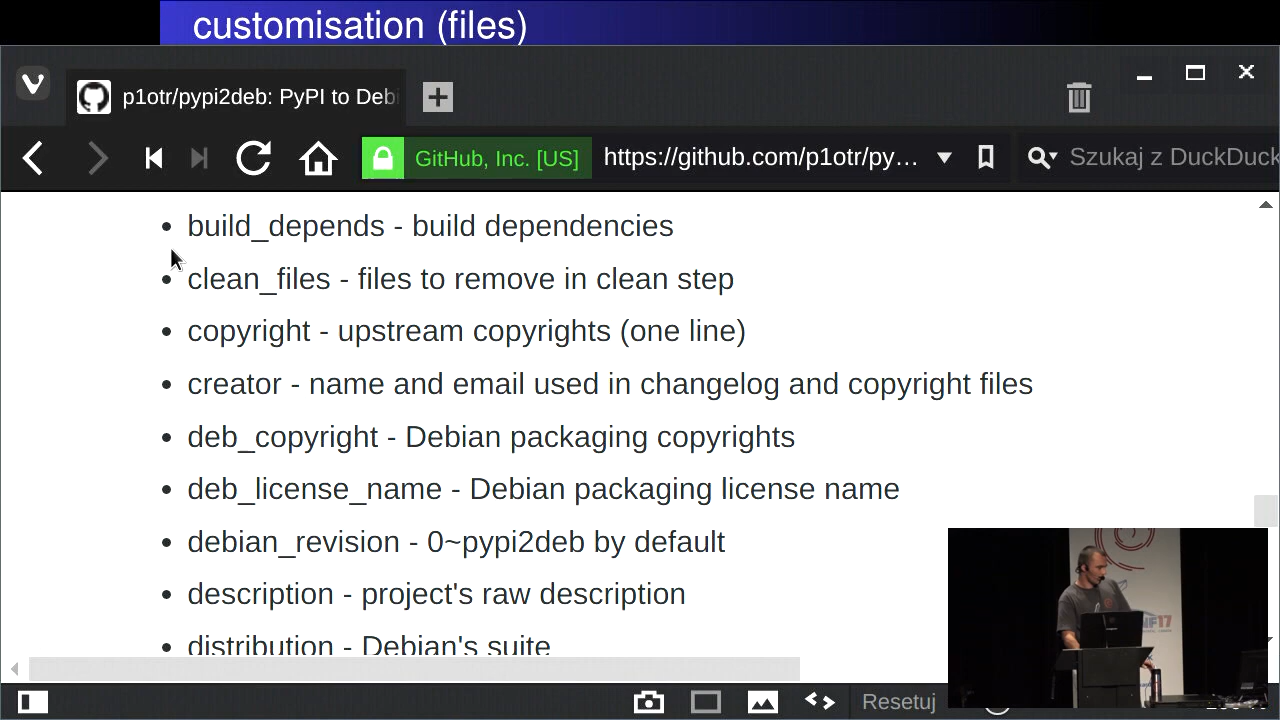 customisation (files)
p1otr/pypi2deb: PyPI to Debi
GitHub, Inc. [US]
https://github.com/p1otr/py...
Szukaj z DuckDuck
• build_depends - build dependencies
• clean_files - files to remove in clean step
• copyright - upstream copyrights (one line)
• creator - name and email used in changelog and copyright files
• deb_copyright - Debian packaging copyrights
• deb_license_name - Debian packaging license name
• debian_revision - 0~pypi2deb by default
• description - project's raw description
• distribution - Debian's suite
Resetuj